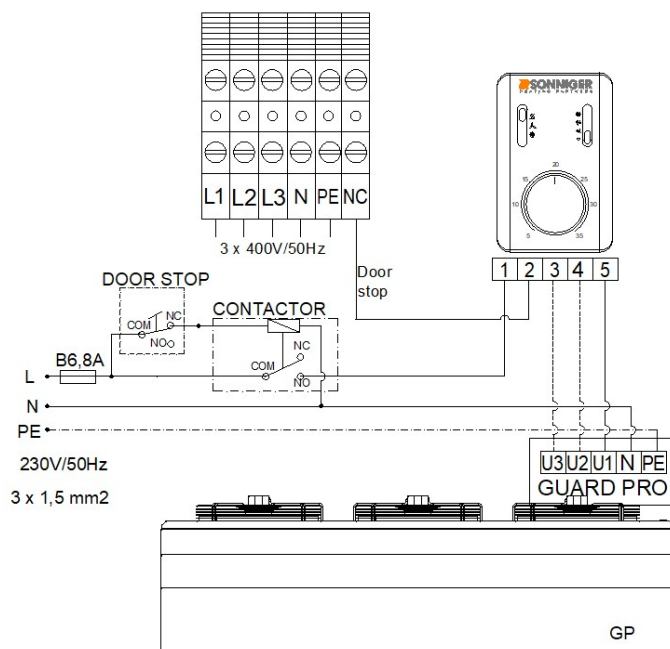 SONNIGER
HEATING PARTNERS
20
15
25
10
30
5
35
L1 L2 L3 N PE NC
3 x 400V/50Hz
Door
stop
1 2 3 4 5
DOOR STOP
NC
COM
NO
CONTACTOR
NC
COM
NO
B6,8A
L
N
PE
230V/50Hz
3 x 1,5 mm2
U3 U2 U1 N PE
GUARD PRO
GP